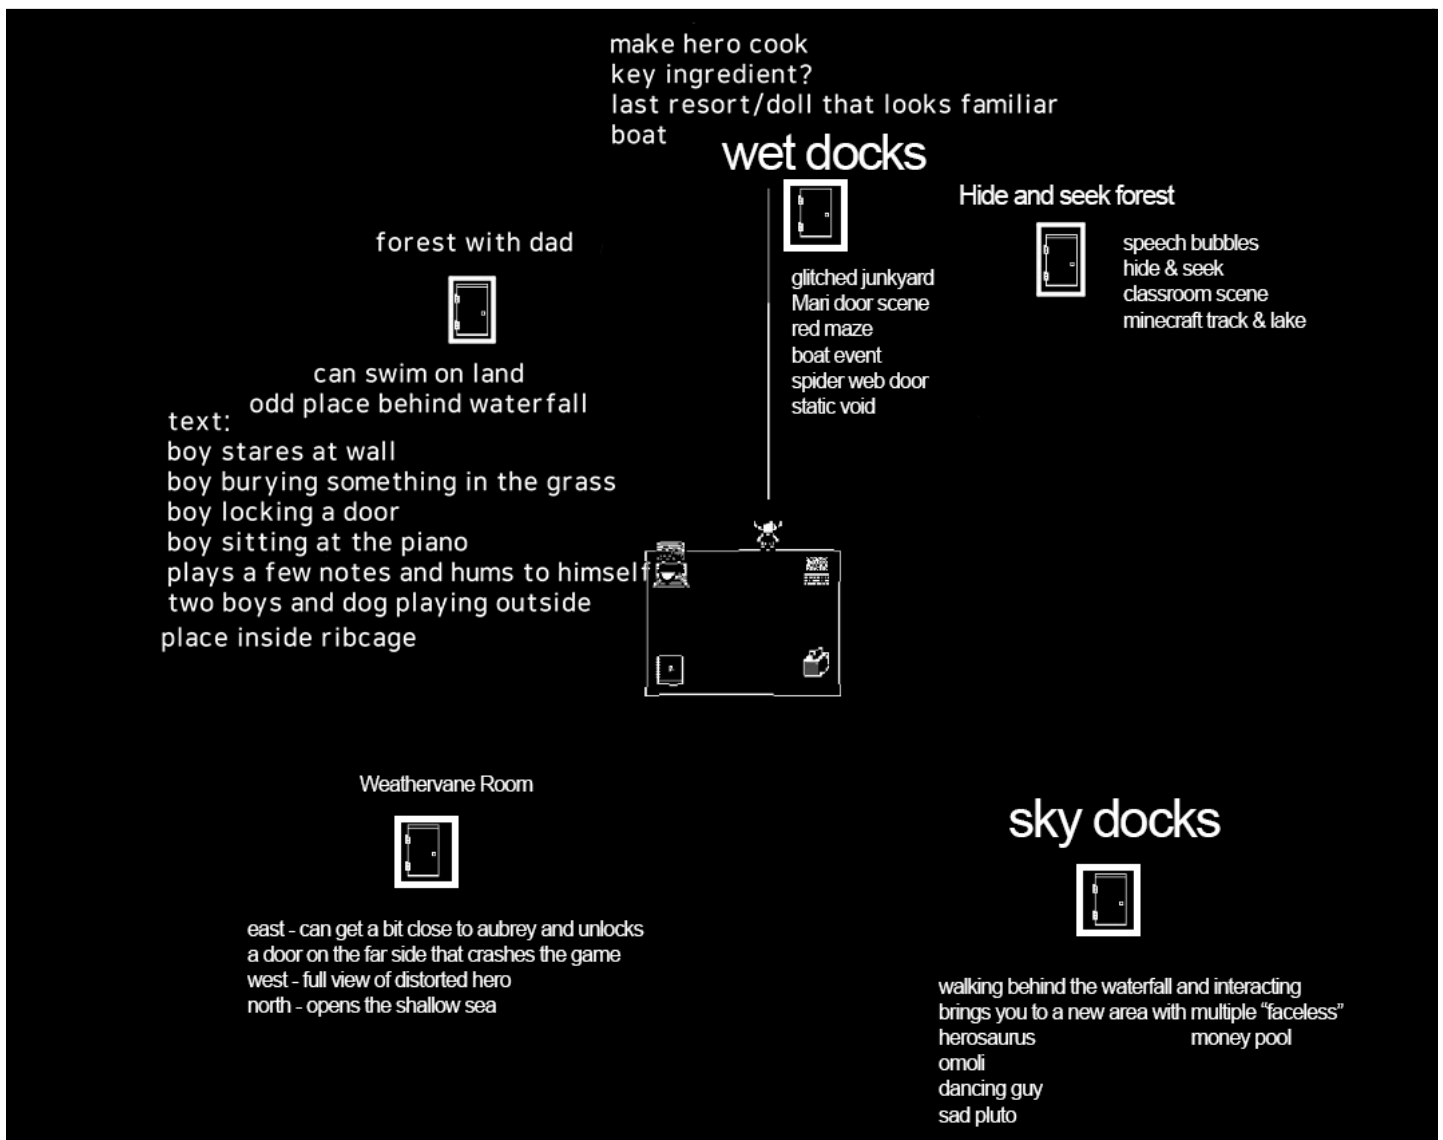 make hero cook
key ingredient?
last resort/doll that looks familiar
boat
wet docks
glitched junkyard
Mari door scene
red maze
boat event
spider web door
static void
Hide and seek forest
speech bubbles
hide & seek
classroom scene
minecraft track & lake
forest with dad
can swim on land
odd place behind waterfall
text:
boy stares at wall
boy burying something in the grass
boy locking a door
boy sitting at the piano
plays a few notes and hums to himself
two boys and dog playing outside
place inside ribcage
Weathervane Room
east - can get a bit close to aubrey and unlocks
a door on the far side that crashes the game
west - full view of distorted hero
north - opens the shallow sea
sky docks
walking behind the waterfall and interacting
brings you to a new area with multiple “faceless”
herosaurus money pool
omoli
dancing guy
sad pluto